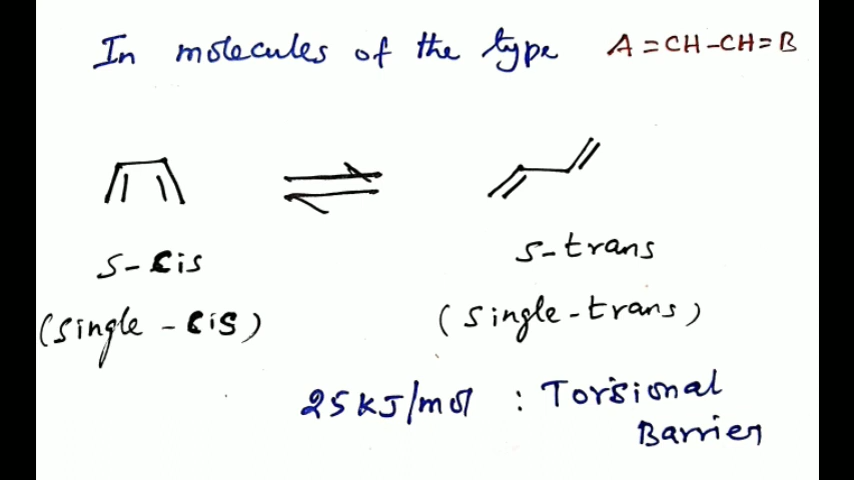 In molecules of the type A=CH-CH=B
s-cis
s-trans
(single-cis)
(single-trans)
25 KJ/mol : Torsional
Barrier